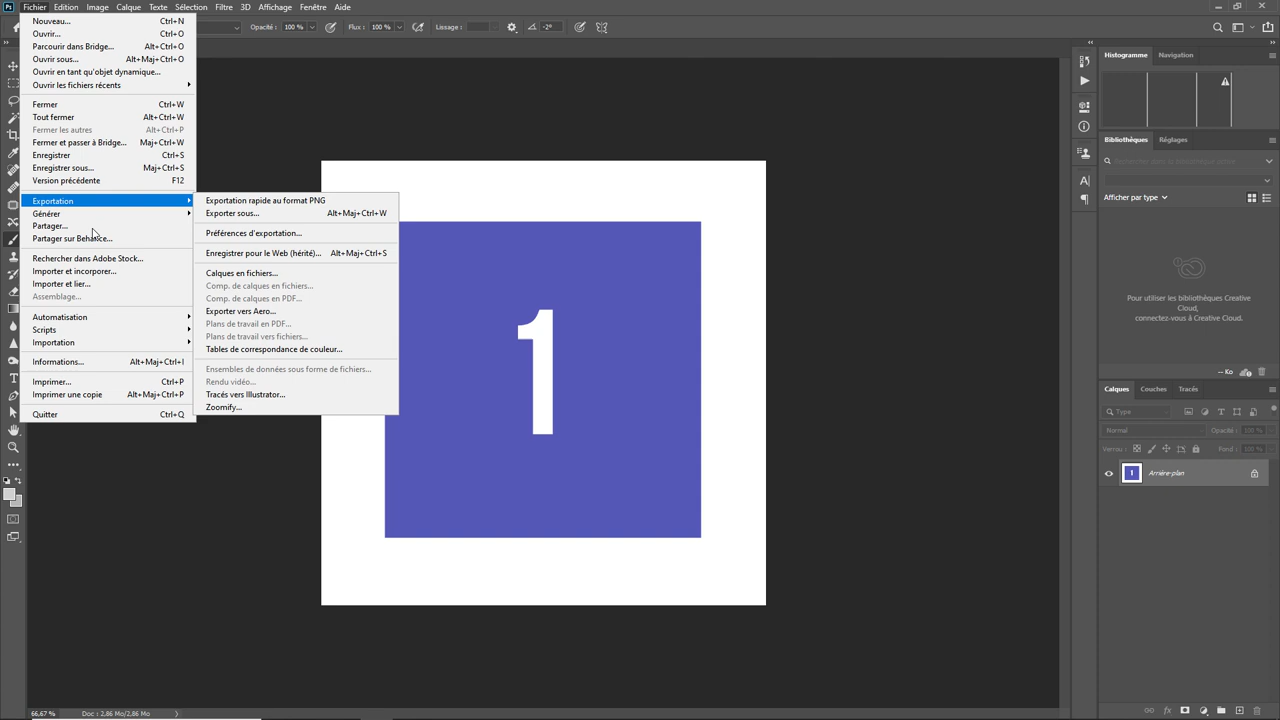 Ps Fichier Edition Image Calque Texte Sélection Filtre 3D Affichage Fenêtre Aide
Opacité : 100 % Flux : 100 % Lissage : -2°
Nouveau... Ctrl+N
Ouvrir... Ctrl+O
Parcourir dans Bridge... Alt+Ctrl+O
Ouvrir sous... Alt+Maj+Ctrl+O
Ouvrir en tant qu'objet dynamique...
Ouvrir les fichiers récents
Fermer Ctrl+W
Tout fermer Alt+Ctrl+W
Fermer les autres Alt+Ctrl+P
Fermer et passer à Bridge... Maj+Ctrl+W
Enregistrer Ctrl+S
Enregistrer sous... Maj+Ctrl+S
Version précédente F12
Exportation
Générer
Partager...
Partager sur Behance...
Rechercher dans Adobe Stock...
Importer et incorporer...
Importer et lier...
Assemblage...
Automatisation
Scripts
Importation
Informations... Alt+Maj+Ctrl+I
Imprimer... Ctrl+P
Imprimer une copie Alt+Maj+Ctrl+P
Quitter Ctrl+Q
Exportation rapide au format PNG
Exporter sous... Alt+Maj+Ctrl+W
Préférences d'exportation...
Enregistrer pour le Web (hérité)... Alt+Maj+Ctrl+S
Calques en fichiers...
Comp. de calques en fichiers...
Comp. de calques en PDF...
Exporter vers Aero...
Plans de travail en PDF...
Plans de travail vers fichiers...
Tables de correspondance de couleur...
Ensembles de données sous forme de fichiers...
Rendu vidéo...
Tracés vers Illustrator...
Zoomify...
1
Histogramme Navigation
Bibliothèques Réglages
Afficher par type
Pour utiliser les bibliothèques Creative
Cloud,
connectez-vous à Creative Cloud
-- Ko
Calques Couches Tracés
Type
Normal Opacité : 100 %
Verrou : Fond : 100 %
1 Arrière-plan
66,67 % Doc : 2,86 Mo/2,86 Mo